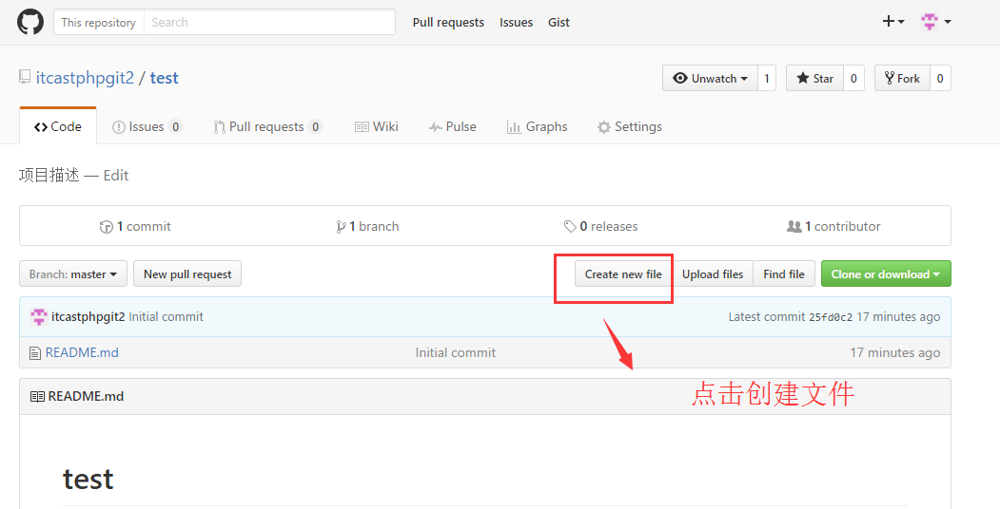 This repository Search Pull requests Issues Gist
itcastphpgit2 / test Unwatch 1 Star 0 Fork 0
Code Issues 0 Pull requests 0 Wiki Pulse Graphs Settings
项目描述 — Edit
1 commit 1 branch 0 releases 1 contributor
Branch: master New pull request Create new file Upload files Find file Clone or download
itcastphpgit2 Initial commit Latest commit 25fd0c2 17 minutes ago
README.md Initial commit 17 minutes ago
点击创建文件
README.md
test